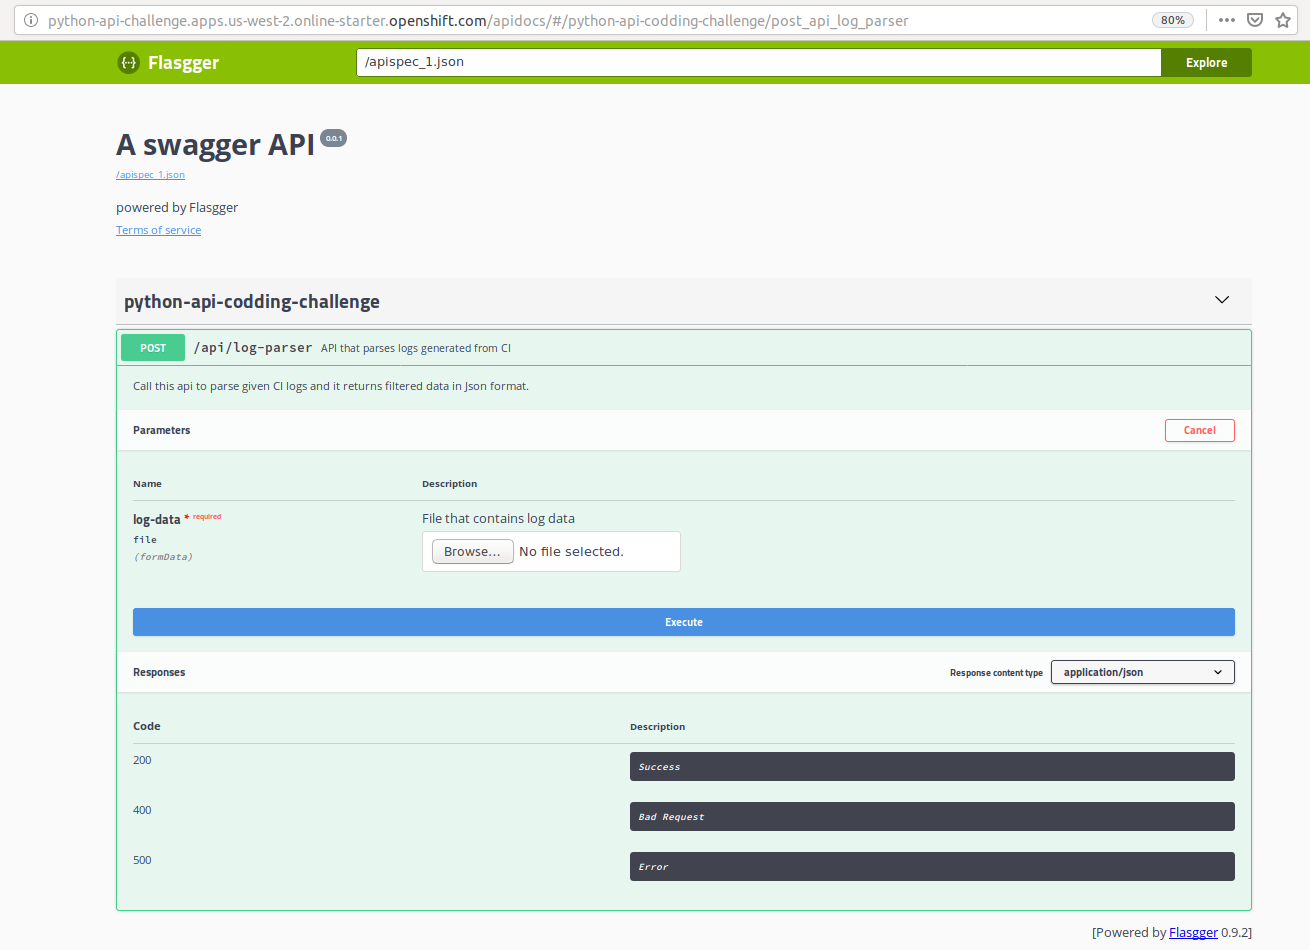 python-api-challenge.apps.us-west-2.online-starter.openshift.com/apidocs/#/python-api-codding-challenge/post_api_log_parser 80%
{··} Flasgger /apispec_1.json Explore
A swagger API 0.0.1
/apispec_1.json
powered by Flasgger
Terms of service
python-api-codding-challenge
POST /api/log-parser API that parses logs generated from CI
Call this api to parse given CI logs and it returns filtered data in Json format.
Parameters Cancel
Name Description
log-data * required File that contains log data
file Browse... No file selected.
(formData)
Execute
Responses Response content type application/json
Code Description
200 Success
400 Bad Request
500 Error
[Powered by Flasgger 0.9.2]